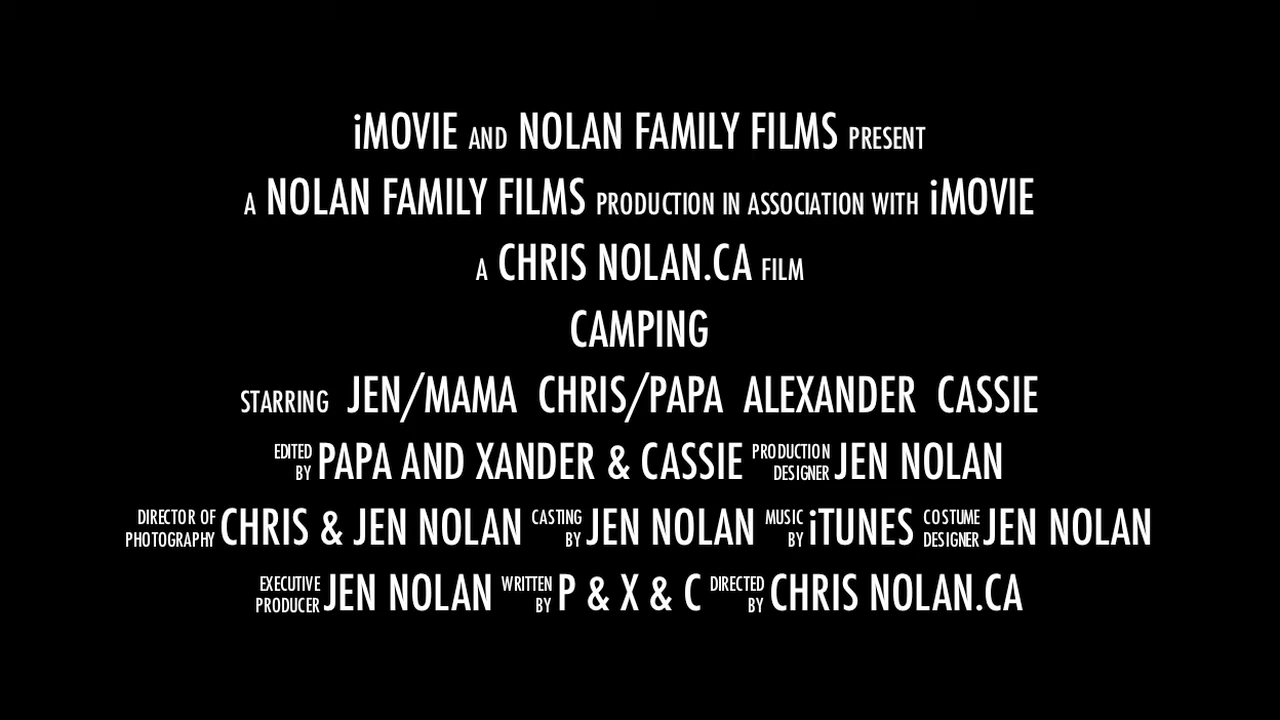 iMOVIE AND NOLAN FAMILY FILMS PRESENT
A NOLAN FAMILY FILMS PRODUCTION IN ASSOCIATION WITH iMOVIE
A CHRIS NOLAN.CA FILM
CAMPING
STARRING JEN/MAMA CHRIS/PAPA ALEXANDER CASSIE
EDITED BY PAPA AND XANDER & CASSIE PRODUCTION DESIGNER JEN NOLAN
DIRECTOR OF PHOTOGRAPHY CHRIS & JEN NOLAN CASTING BY JEN NOLAN MUSIC BY iTUNES COSTUME DESIGNER JEN NOLAN
EXECUTIVE PRODUCER JEN NOLAN WRITTEN BY P & X & C DIRECTED BY CHRIS NOLAN.CA